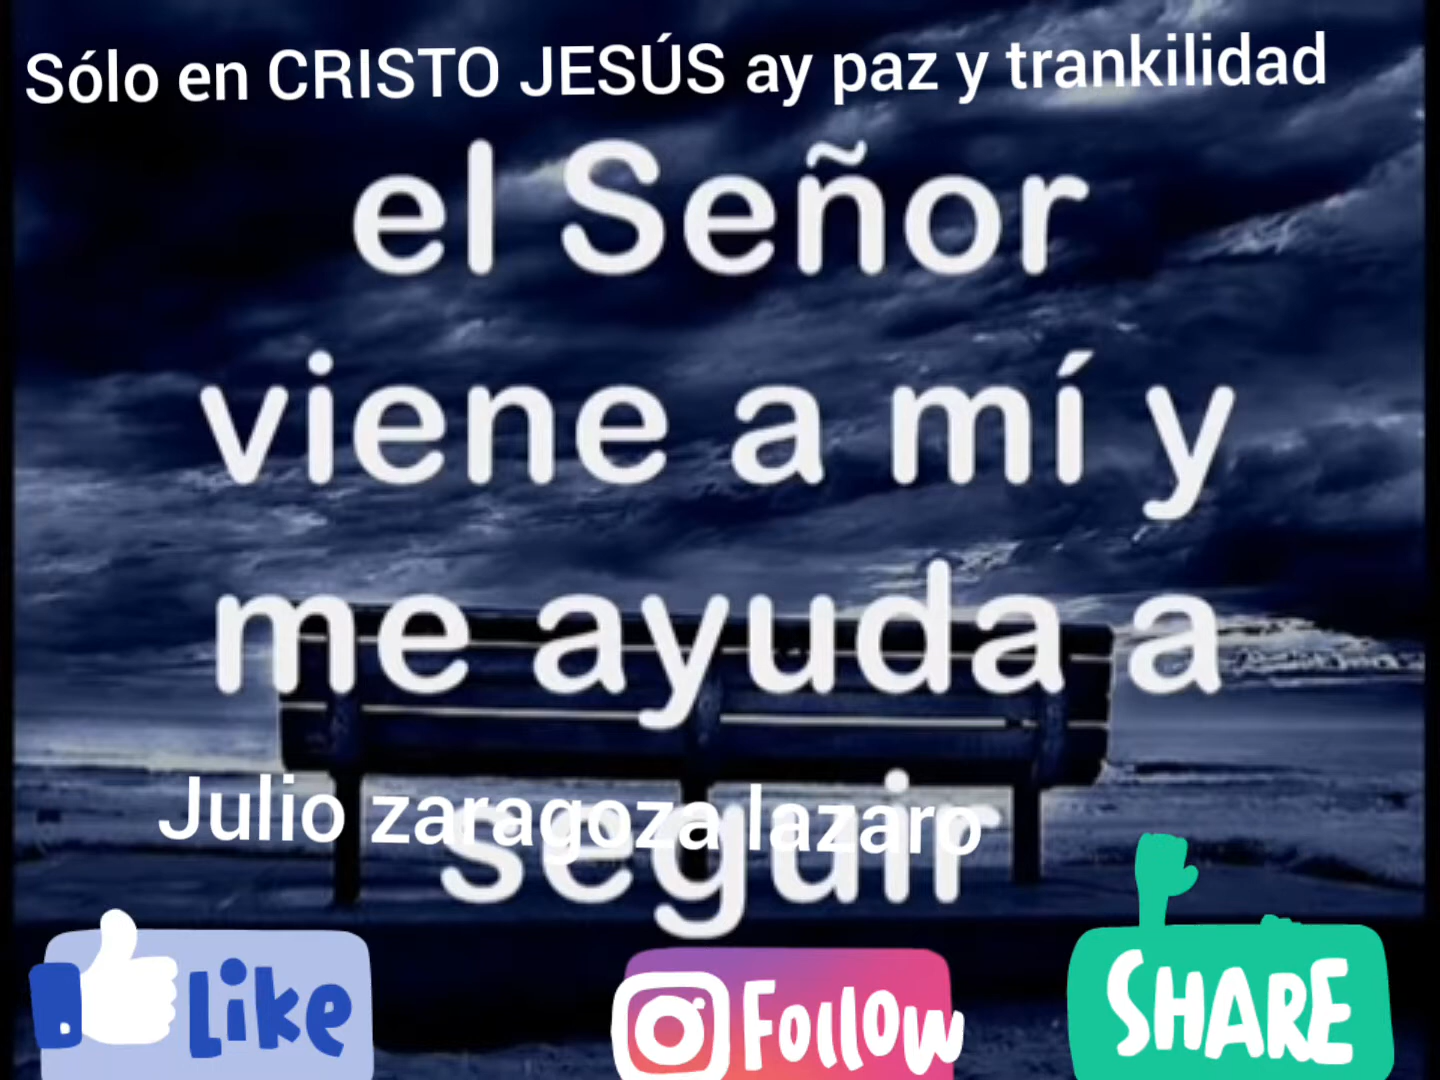 Sólo en CRISTO JESÚS ay paz y trankilidad
el Señor
viene a mí y
me ayuda a
Julio zaragoza lazaro
seguir
Like
Follow
SHARE